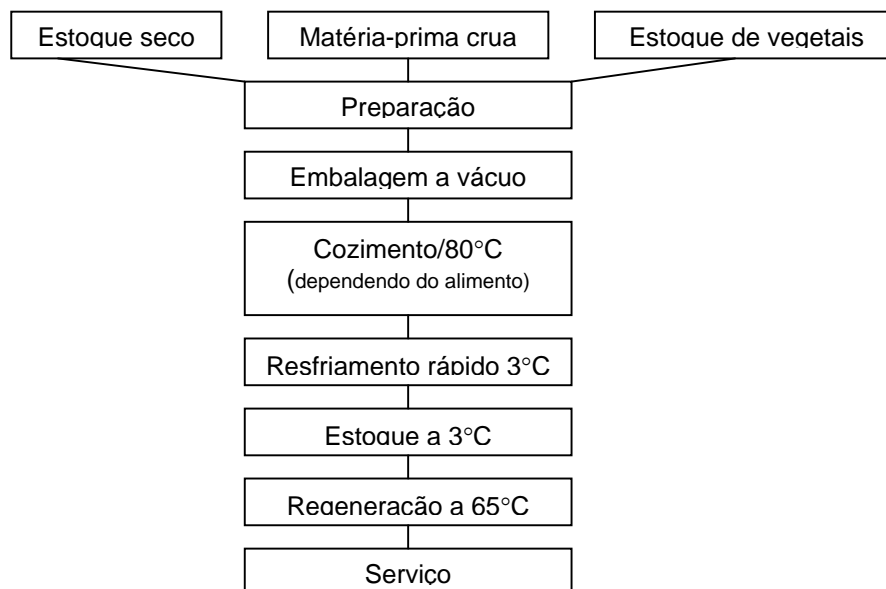 Estoque seco
Matéria-prima crua
Estoque de vegetais
Preparação
Embalagem a vácuo
Cozimento/80°C
(dependendo do alimento)
Resfriamento rápido 3°C
Estoque a 3°C
Regeneração a 65°C
Serviço